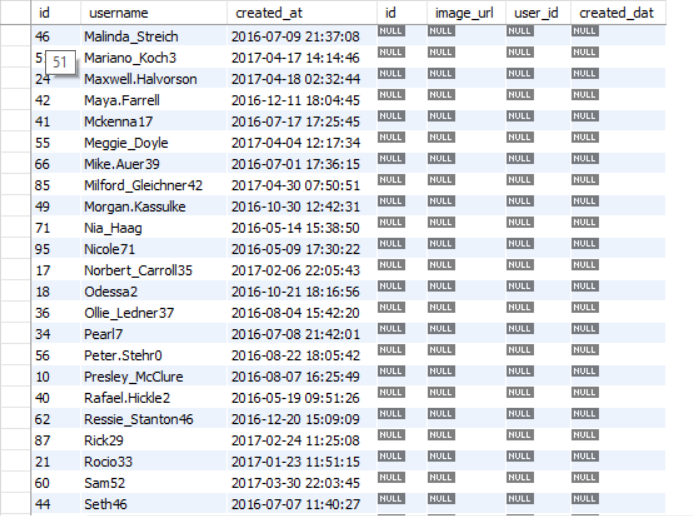 id username created_at id image_url user_id created_dat
46 Malinda_Streich 2016-07-09 21:37:08 NULL NULL NULL NULL
51 Mariano_Koch3 2017-04-17 14:14:46 NULL NULL NULL NULL
24 Maxwell.Halvorson 2017-04-18 02:32:44 NULL NULL NULL NULL
42 Maya.Farrell 2016-12-11 18:04:45 NULL NULL NULL NULL
41 Mckenna17 2016-07-17 17:25:45 NULL NULL NULL NULL
55 Meggie_Doyle 2017-04-04 12:17:34 NULL NULL NULL NULL
66 Mike.Auer39 2016-07-01 17:36:15 NULL NULL NULL NULL
85 Milford_Gleichner42 2017-04-30 07:50:51 NULL NULL NULL NULL
49 Morgan.Kassulke 2016-10-30 12:42:31 NULL NULL NULL NULL
71 Nia_Haag 2016-05-14 15:38:50 NULL NULL NULL NULL
95 Nicole71 2016-05-09 17:30:22 NULL NULL NULL NULL
17 Norbert_Carroll35 2017-02-06 22:05:43 NULL NULL NULL NULL
18 Odessa2 2016-10-21 18:16:56 NULL NULL NULL NULL
36 Ollie_Ledner37 2016-08-04 15:42:20 NULL NULL NULL NULL
34 Pearl7 2016-07-08 21:42:01 NULL NULL NULL NULL
56 Peter.Stehr0 2016-08-22 18:05:42 NULL NULL NULL NULL
10 Presley_McClure 2016-08-07 16:25:49 NULL NULL NULL NULL
40 Rafael.Hickle2 2016-05-19 09:51:26 NULL NULL NULL NULL
62 Ressie_Stanton46 2016-12-20 15:09:09 NULL NULL NULL NULL
87 Rick29 2017-02-24 11:25:08 NULL NULL NULL NULL
21 Rocio33 2017-01-23 11:51:15 NULL NULL NULL NULL
60 Sam52 2017-03-30 22:03:45 NULL NULL NULL NULL
44 Seth46 2016-07-07 11:40:27 NULL NULL NULL NULL